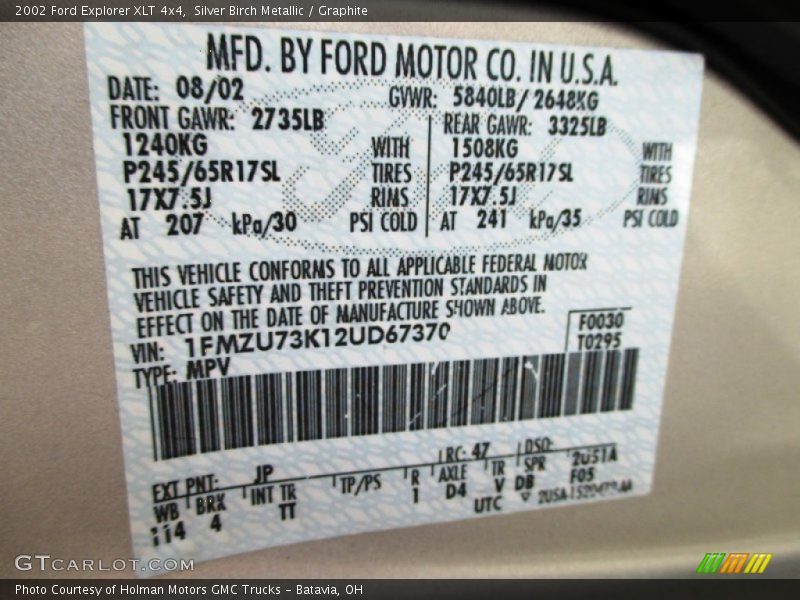 2002 Ford Explorer XLT 4x4, Silver Birch Metallic / Graphite
MFD. BY FORD MOTOR CO. IN U.S.A.
DATE: 08/02 GVWR: 5840LB/ 2648KG
FRONT GAWR: 2735LB REAR GAWR: 3325LB
1240KG WITH 1508KG WITH
P245/65R17SL TIRES P245/65R17SL TIRES
17X7.5J RIMS 17X7.5J RIMS
AT 207 kPa/30 PSI COLD AT 241 kPa/35 PSI COLD
THIS VEHICLE CONFORMS TO ALL APPLICABLE FEDERAL MOTOR
VEHICLE SAFETY AND THEFT PREVENTION STANDARDS IN
EFFECT ON THE DATE OF MANUFACTURE SHOWN ABOVE.
VIN: 1FMZU73K12UD67370 F0030
TYPE: MPV T0295
EXT PNT: JP RC: 47 DSO: 2U51A
WB BRK INT TR TP/PS R AXLE TR SPR F05
114 4 TT 1 D4 V DB
UTC
GTCARLOT.COM
Photo Courtesy of Holman Motors GMC Trucks - Batavia, OH